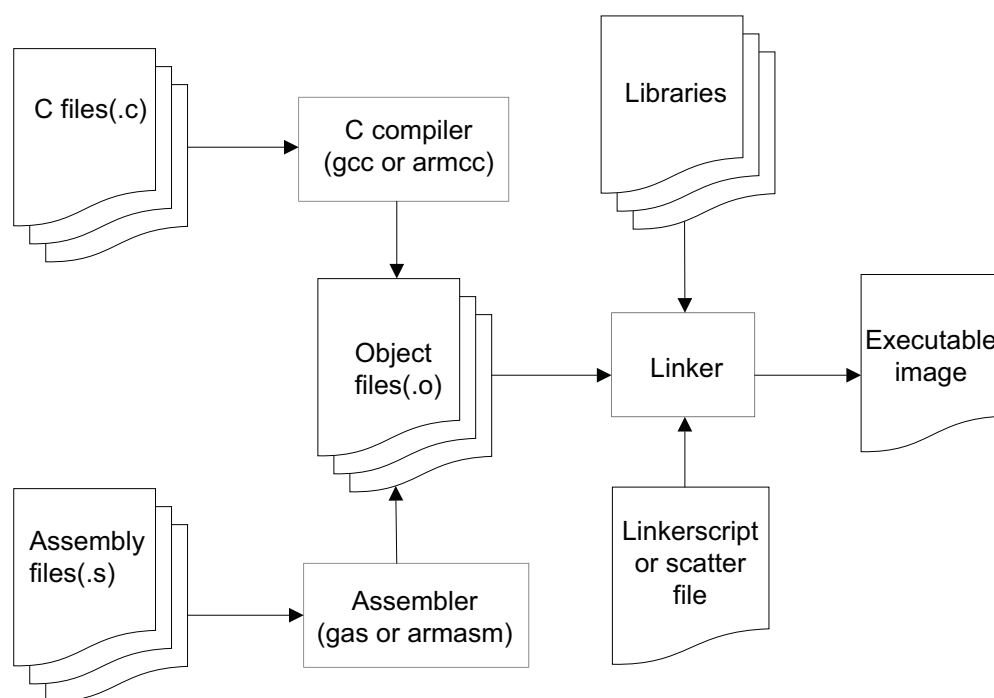 C files(.c)
C compiler
(gcc or armcc)
Libraries
Object
files(.o)
Linker
Executable
image
Assembly
files(.s)
Assembler
(gas or armasm)
Linkerscript
or scatter
file